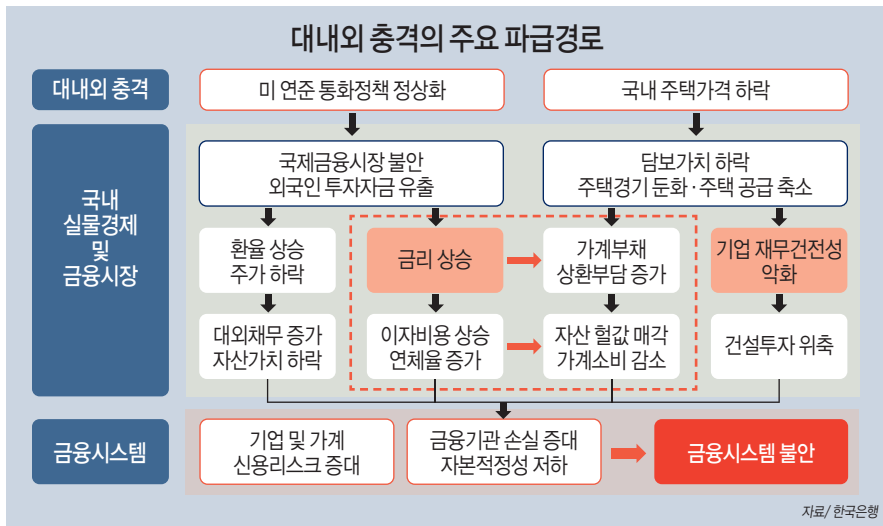 대내외 충격의 주요 파급경로
대내외 충격
미 연준 통화정책 정상화
국내 주택가격 하락
국내
실물경제
및
금융시장
국제금융시장 불안
외국인 투자자금 유출
담보가치 하락
주택경기 둔화·주택 공급 축소
환율 상승
주가 하락
금리 상승
가계부채
상환부담 증가
기업 재무건전성
악화
대외채무 증가
자산가치 하락
이자비용 상승
연체율 증가
자산 헐값 매각
가계소비 감소
건설투자 위축
금융시스템
기업 및 가계
신용리스크 증대
금융기관 손실 증대
자본적정성 저하
금융시스템 불안
자료/ 한국은행